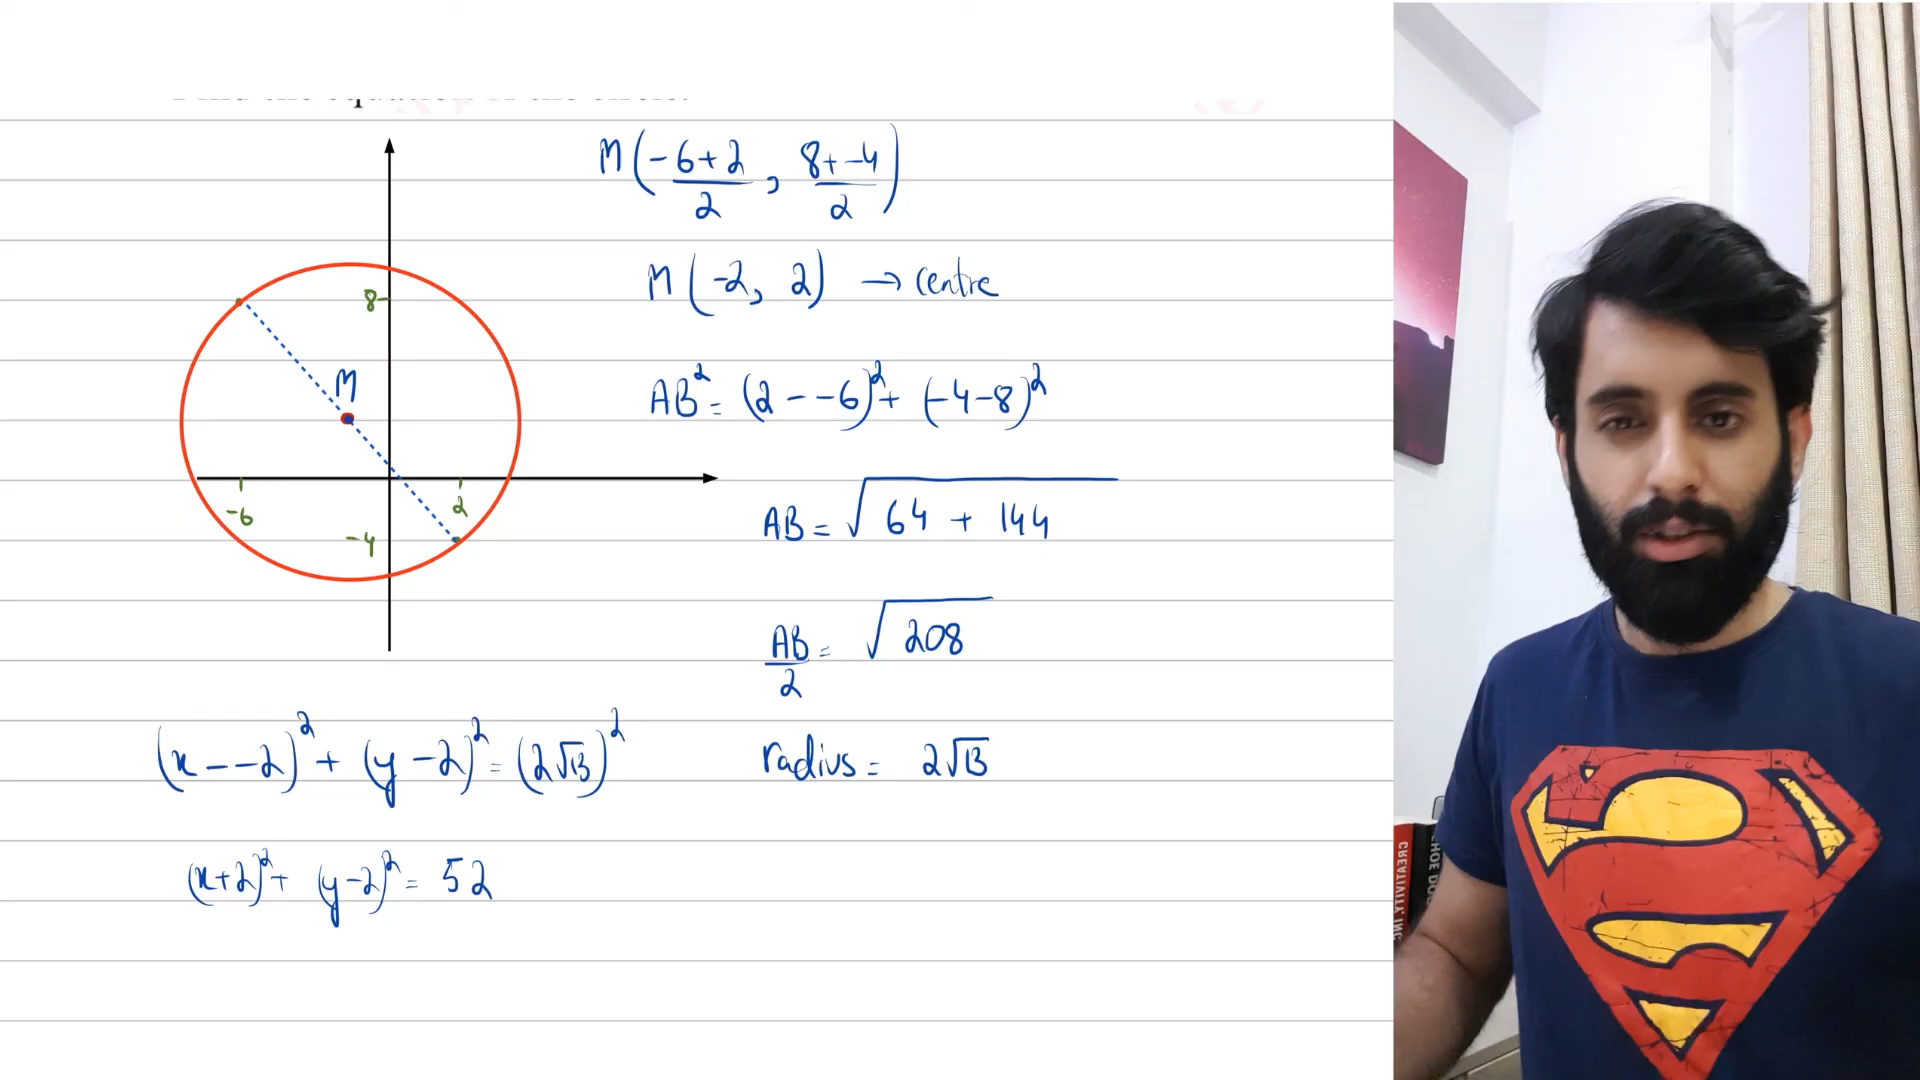 M(-6+2/2, 8+-4/2)
M(-2, 2) → centre
8
M
AB² = (2--6)² + (-4-8)²
-6
2
-4
AB = √64 + 144
AB/2 = √208
radius = 2√13
(x--2)² + (y-2)² = (2√13)²
(x+2)² + (y-2)² = 52
CREATIVITY, INC